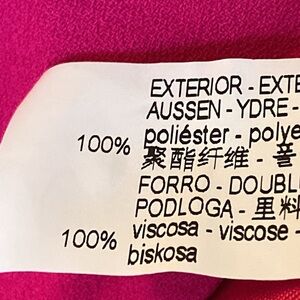 EXTERIOR - EXTE
AUSSEN - YDRE -
100% poliéster - polye
聚酯纤维 -
FORRO - DOUBL
PODLOGA - 里料
100% viscosa - viscose -
biskosa